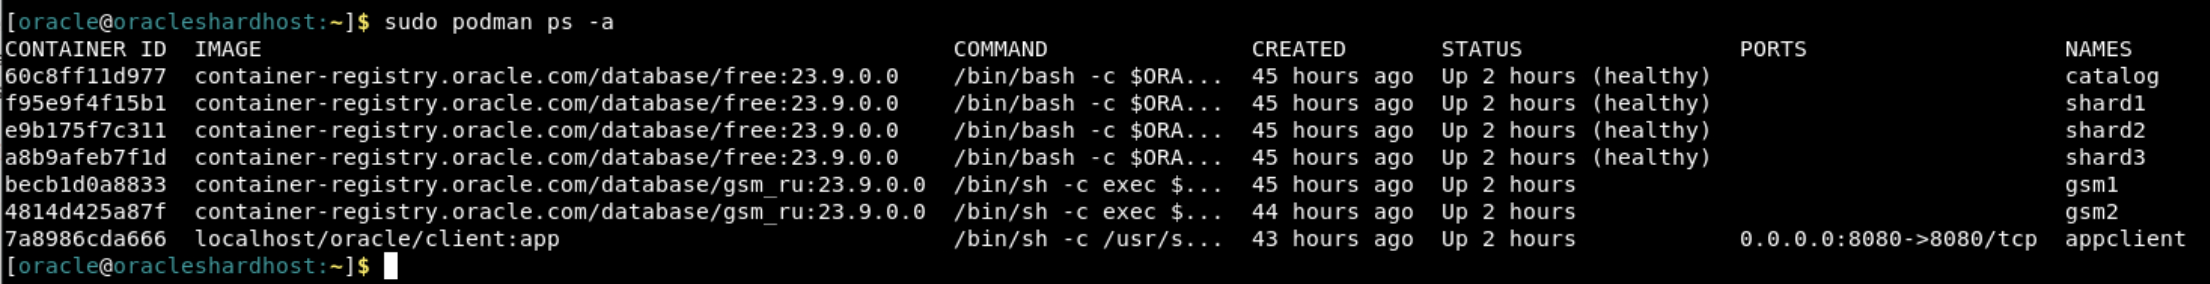 [oracle@oracleshardhost:~]$ sudo podman ps -a
CONTAINER ID  IMAGE                                               COMMAND               CREATED       STATUS                PORTS                   NAMES
60c8ff11d977  container-registry.oracle.com/database/free:23.9.0.0    /bin/bash -c $ORA...  45 hours ago  Up 2 hours (healthy)                          catalog
f95e9f4f15b1  container-registry.oracle.com/database/free:23.9.0.0    /bin/bash -c $ORA...  45 hours ago  Up 2 hours (healthy)                          shard1
e9b175f7c311  container-registry.oracle.com/database/free:23.9.0.0    /bin/bash -c $ORA...  45 hours ago  Up 2 hours (healthy)                          shard2
a8b9afeb7f1d  container-registry.oracle.com/database/free:23.9.0.0    /bin/bash -c $ORA...  45 hours ago  Up 2 hours (healthy)                          shard3
becb1d0a8833  container-registry.oracle.com/database/gsm_ru:23.9.0.0  /bin/sh -c exec $...  45 hours ago  Up 2 hours                                    gsm1
4814d425a87f  container-registry.oracle.com/database/gsm_ru:23.9.0.0  /bin/sh -c exec $...  44 hours ago  Up 2 hours                                    gsm2
7a8986cda666  localhost/oracle/client:app                             /bin/sh -c /usr/s...  43 hours ago  Up 2 hours            0.0.0.0:8080->8080/tcp  appclient
[oracle@oracleshardhost:~]$